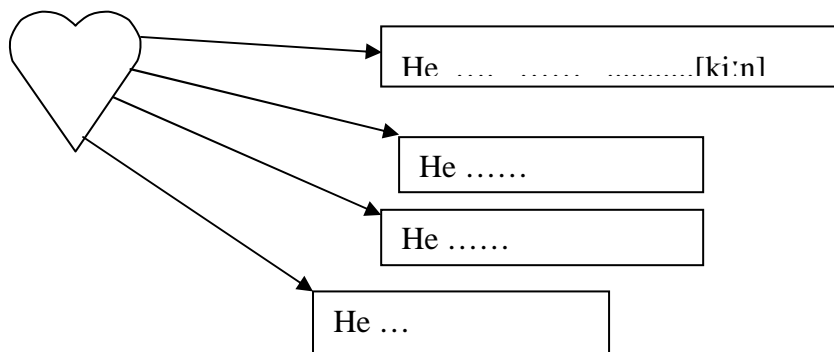 He …. …… ...........[ki:n]
He ……
He ……
He …